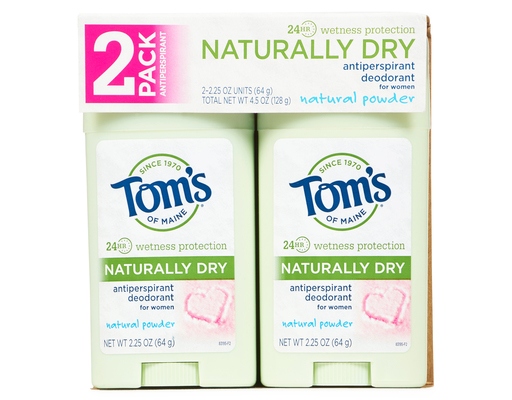 2 PACK
ANTIPERSPIRANT
24HR wetness protection
NATURALLY DRY
antiperspirant
deodorant
for women
natural powder
2-2.25 OZ UNITS (64 g)
TOTAL NET WT 4.5 OZ (128 g)
SINCE 1970
Tom's
OF MAINE
24HR wetness protection
NATURALLY DRY
antiperspirant
deodorant
for women
natural powder
NET WT 2.25 OZ (64 g)
SINCE 1970
Tom's
OF MAINE
24HR wetness protection
NATURALLY DRY
antiperspirant
deodorant
for women
natural powder
NET WT 2.25 OZ (64 g)